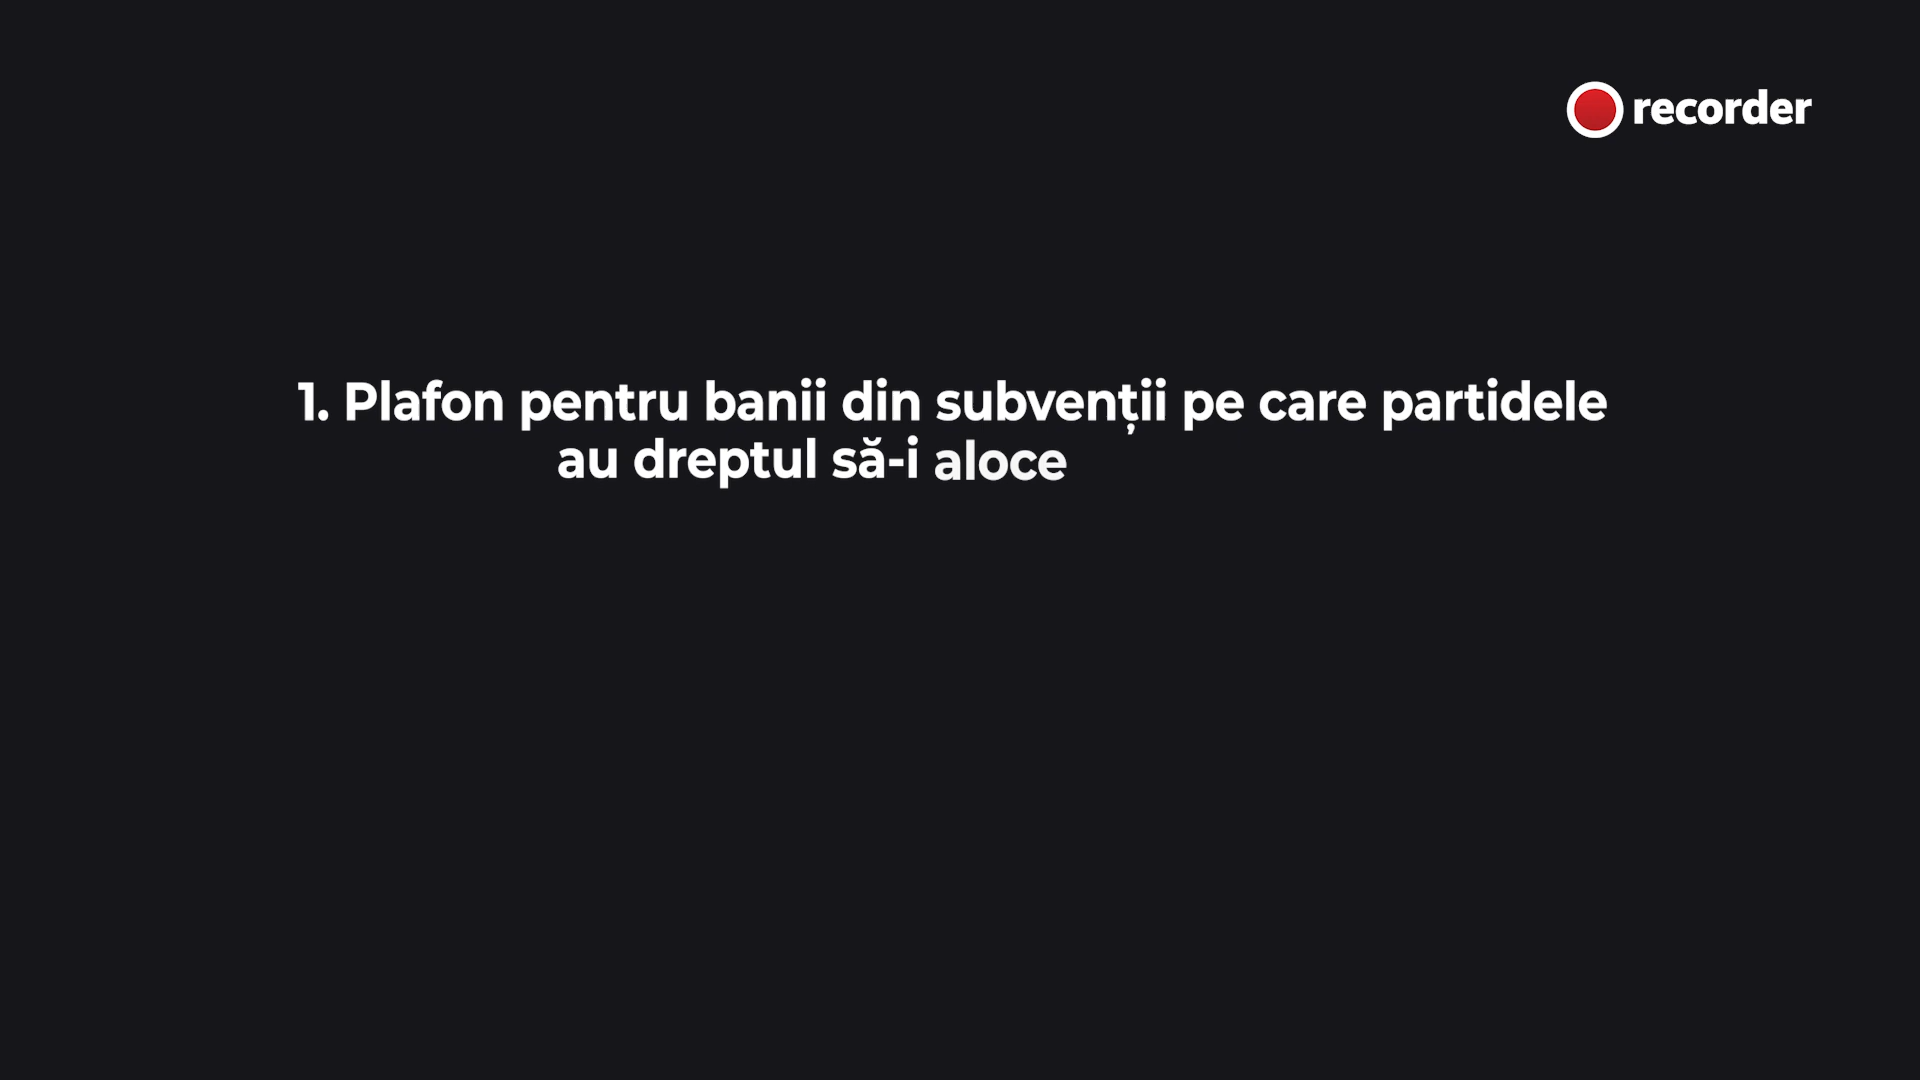 recorder
1. Plafon pentru banii din subvenții pe care partidele
au dreptul să-i aloce